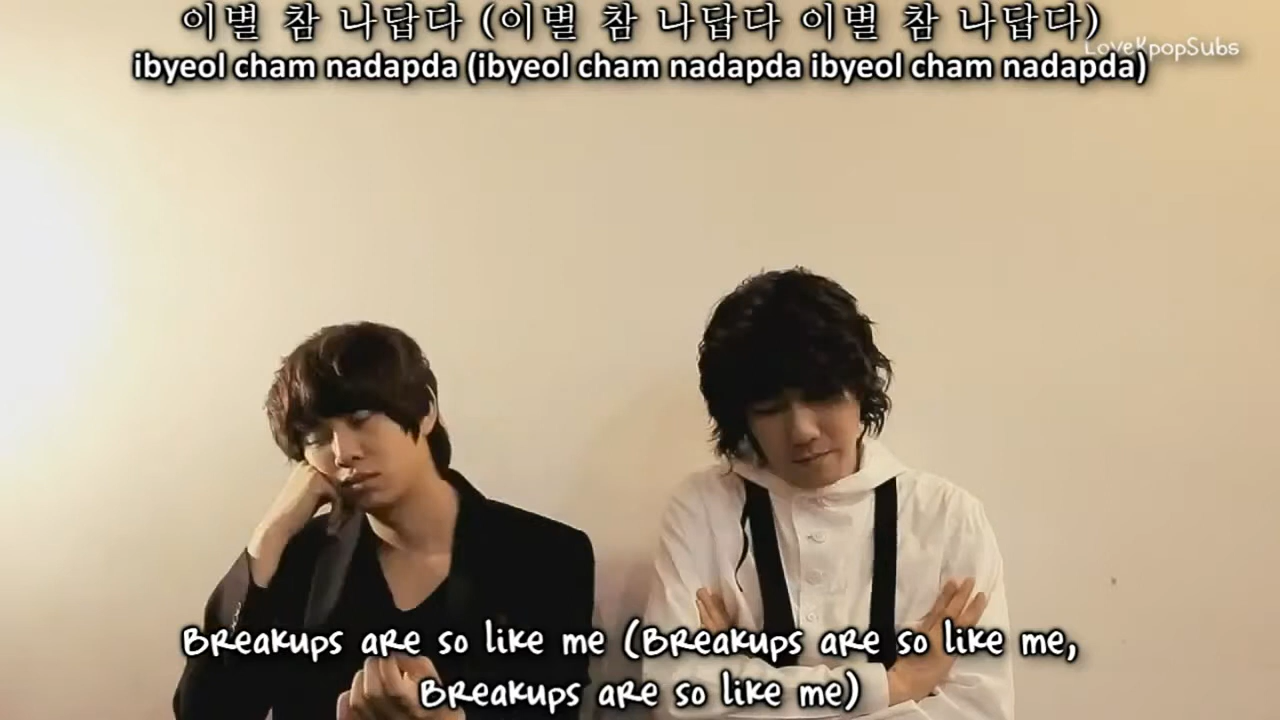 이별 참 나답다 (이별 참 나답다 이별 참 나답다)
LoveKpopSubs
ibyeol cham nadapda (ibyeol cham nadapda ibyeol cham nadapda)
Breakups are so like me (Breakups are so like me,
Breakups are so like me)